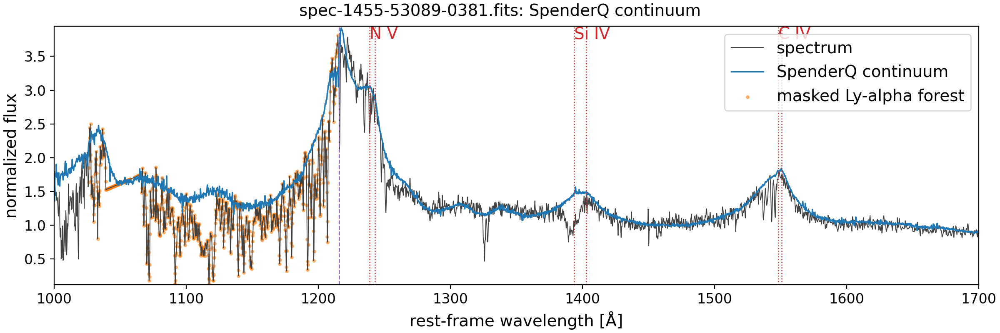 spec-1455-53089-0381.fits: SpenderQ continuum
N V
Si IV
C IV
spectrum
SpenderQ continuum
masked Ly-alpha forest
normalized flux
3.5
3.0
2.5
2.0
1.5
1.0
0.5
1000
1100
1200
1300
1400
1500
1600
1700
rest-frame wavelength [Å]